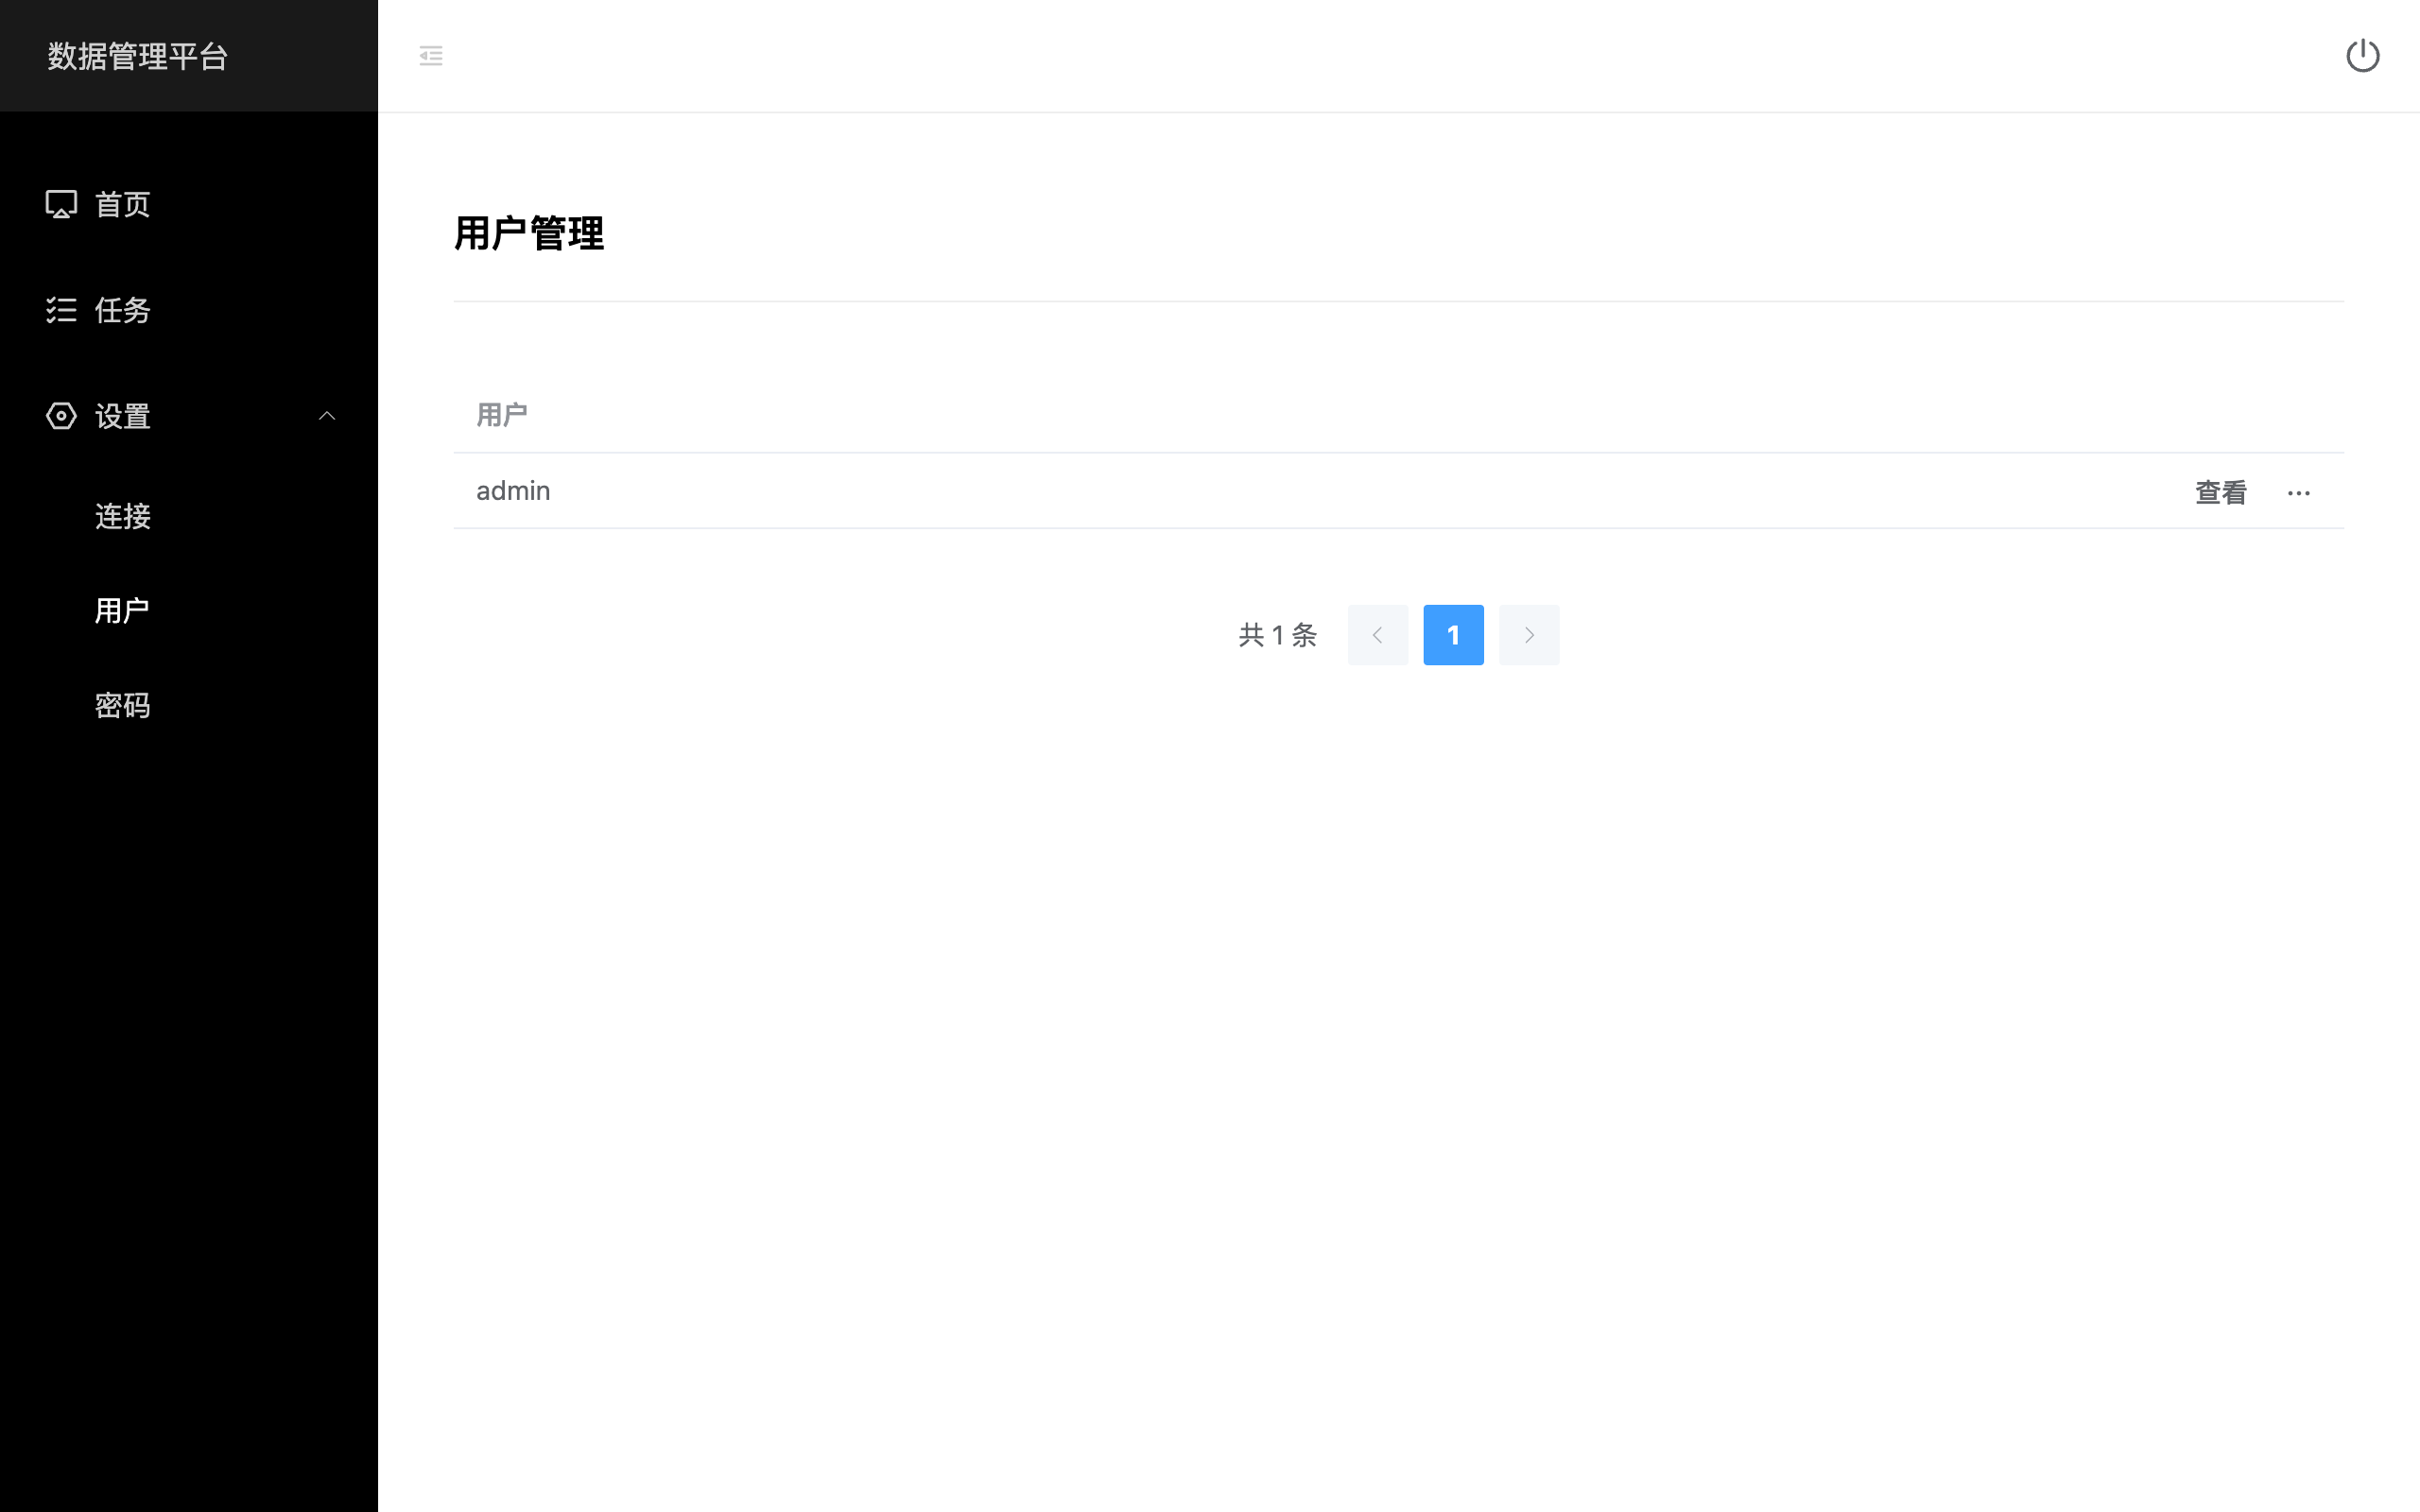 数据管理平台
首页
任务
设置
连接
用户
密码
用户管理
用户
admin 查看 ···
共 1 条 1